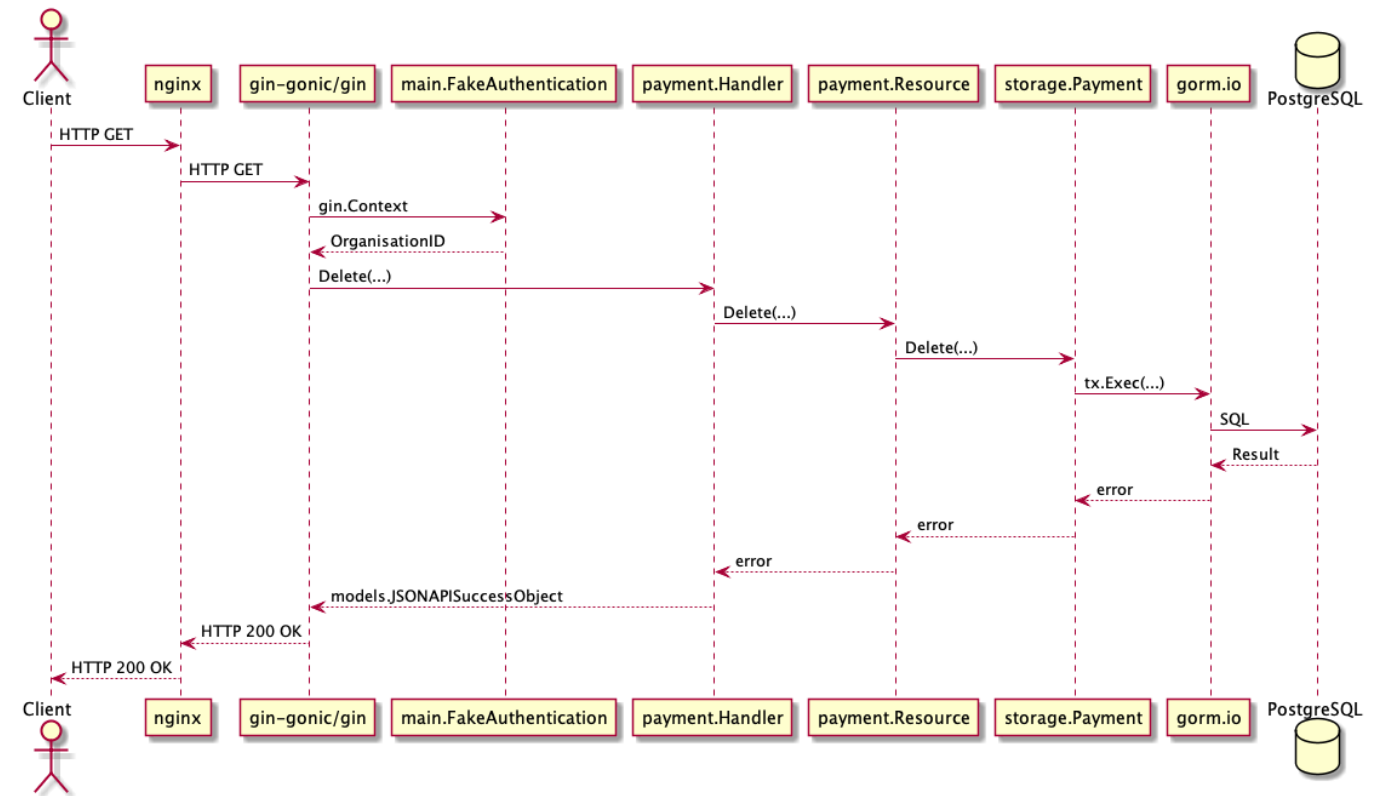 Client
nginx
gin-gonic/gin
main.FakeAuthentication
payment.Handler
payment.Resource
storage.Payment
gorm.io
PostgreSQL
HTTP GET
HTTP GET
gin.Context
OrganisationID
Delete(...)
Delete(...)
Delete(...)
tx.Exec(...)
SQL
Result
error
error
error
models.JSONAPISuccessObject
HTTP 200 OK
HTTP 200 OK
Client
nginx
gin-gonic/gin
main.FakeAuthentication
payment.Handler
payment.Resource
storage.Payment
gorm.io
PostgreSQL